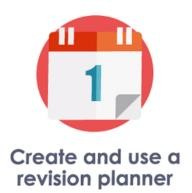 1
Create and use a
revision planner